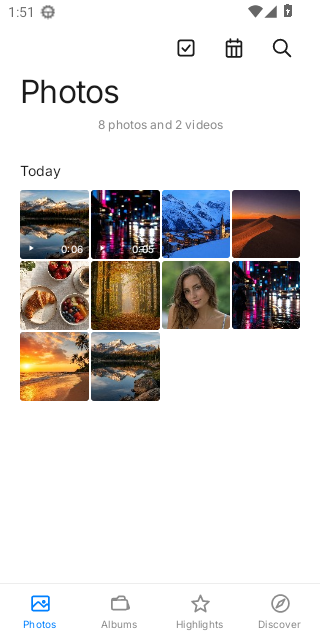 1:51
Photos
8 photos and 2 videos
Today
0:06
0:05
Photos
Albums
Highlights
Discover